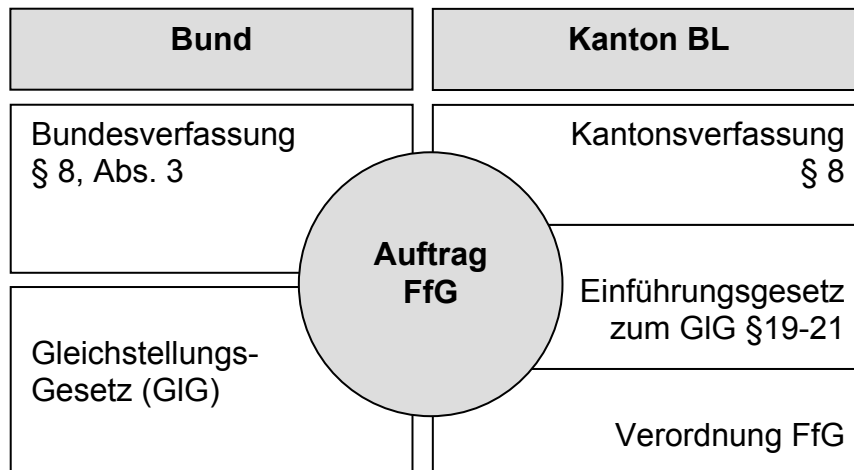 Bund
Kanton BL
Bundesverfassung
§ 8, Abs. 3
Kantonsverfassung
§ 8
Auftrag
FfG
Gleichstellungs-
Gesetz (GlG)
Einführungsgesetz
zum GlG §19-21
Verordnung FfG